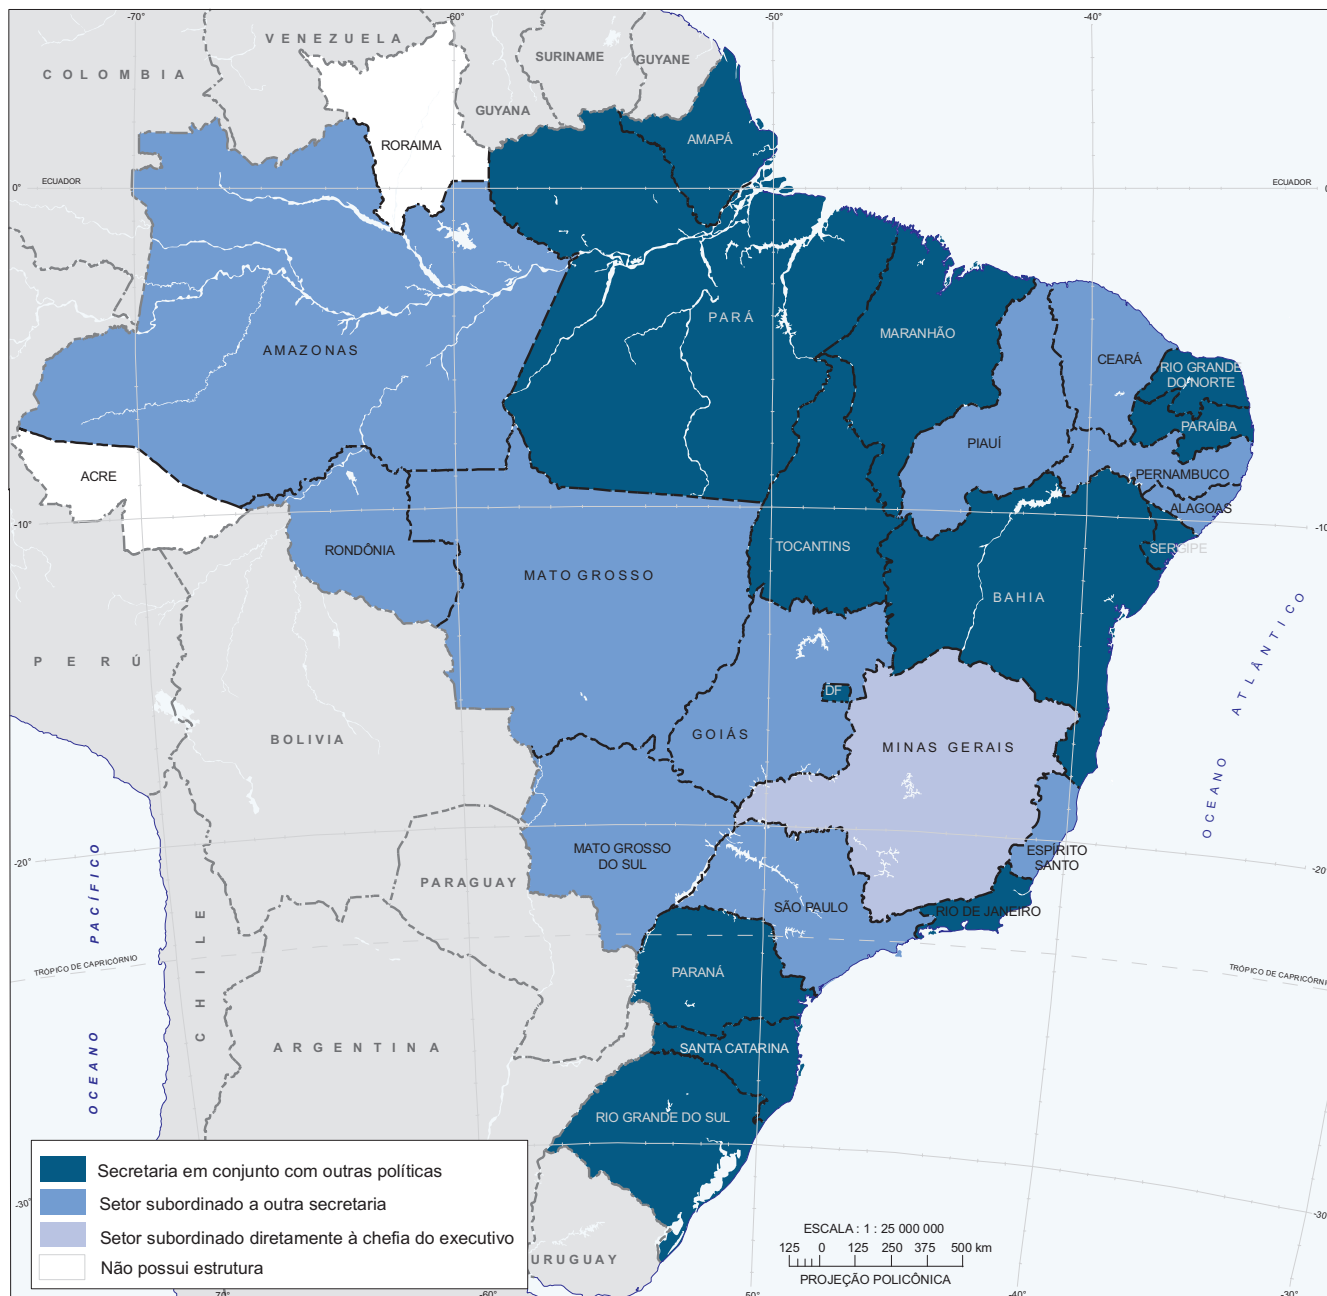 -70°
-60°
-50°
-40°
VENEZUELA
SURINAME
GUYANE
COLOMBIA
GUYANA
AMAPÁ
RORAIMA
0°
ECUADOR
ECUADOR
0
PARÁ
MARANHÃO
AMAZONAS
CEARÁ
RIO GRANDE
DO NORTE
PARAÍBA
PIAUÍ
ACRE
PERNAMBUCO
ALAGOAS
-10°
-10
RONDÔNIA
TOCANTINS
SERGIPE
MATO GROSSO
BAHIA
PERÚ
OCEANO ATLÂNTICO
DF
BOLIVIA
GOIÁS
MINAS GERAIS
MATO GROSSO
DO SUL
ESPÍRITO
SANTO
-20°
-20°
PARAGUAY
SÃO PAULO
RIO DE JANEIRO
OCEANO PACÍFICO
CHILE
TRÓPICO DE CAPRICÓRNIO
TRÓPICO DE CAPRICÓRNIO
PARANÁ
ARGENTINA
SANTA CATARINA
RIO GRANDE DO SUL
Secretaria em conjunto com outras políticas
Setor subordinado a outra secretaria
Setor subordinado diretamente à chefia do executivo
Não possui estrutura
-30°
-30°
URUGUAY
ESCALA : 1 : 25 000 000
125 0 125 250 375 500 km
PROJEÇÃO POLICÔNICA
-70°
-60°
-50°
-40°
-30°